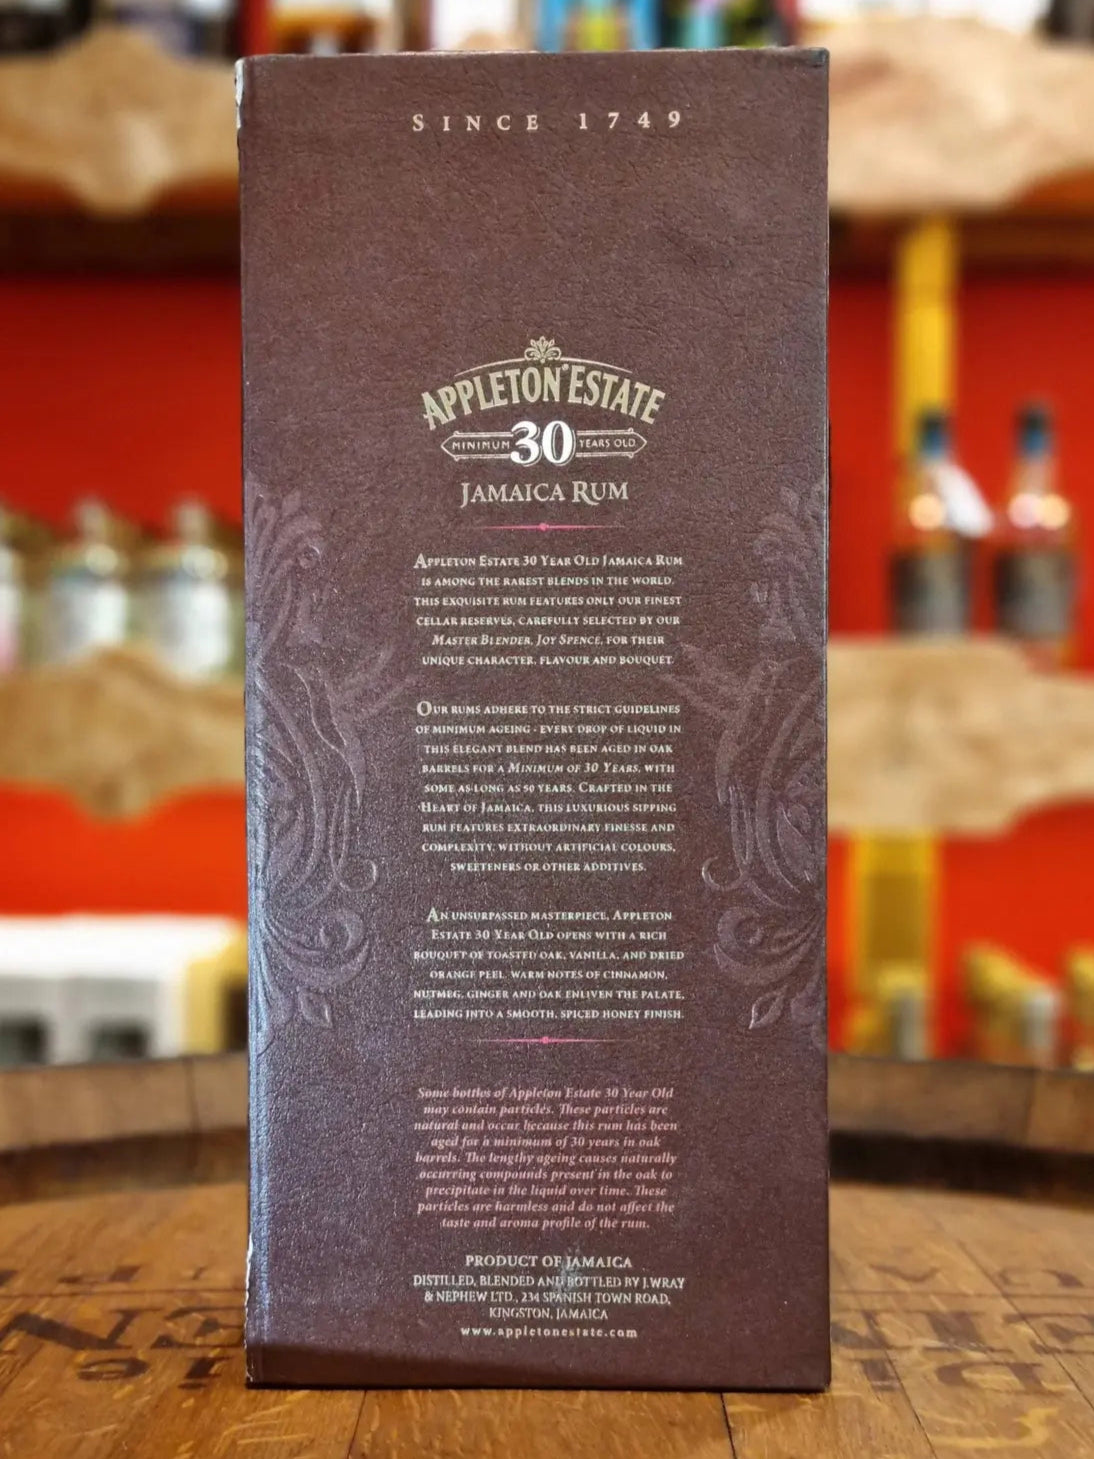 SINCE 1749
APPLETON ESTATE
MINIMUM 30 YEARS OLD
JAMAICA RUM
APPLETON ESTATE 30 YEAR OLD JAMAICA RUM
IS AMONG THE RAREST BLENDS IN THE WORLD.
THIS EXQUISITE RUM FEATURES ONLY OUR FINEST
CELLAR RESERVES, CAREFULLY SELECTED BY OUR
MASTER BLENDER, JOY SPENCE, FOR THEIR
UNIQUE CHARACTER, FLAVOUR AND BOUQUET.
OUR RUMS ADHERE TO THE STRICT GUIDELINES
OF MINIMUM AGEING - EVERY DROP OF LIQUID IN
THIS ELEGANT BLEND HAS BEEN AGED IN OAK
BARRELS FOR A MINIMUM OF 30 YEARS, WITH
SOME AS LONG AS 50 YEARS. CRAFTED IN THE
HEART OF JAMAICA, THIS LUXURIOUS SIPPING
RUM FEATURES EXTRAORDINARY FINESSE AND
COMPLEXITY, WITHOUT ARTIFICIAL COLOURS,
SWEETENERS OR OTHER ADDITIVES.
AN UNSURPASSED MASTERPIECE, APPLETON
ESTATE 30 YEAR OLD OPENS WITH A RICH
BOUQUET OF TOASTED OAK, VANILLA, AND DRIED
ORANGE PEEL. WARM NOTES OF CINNAMON,
NUTMEG, GINGER AND OAK ENLIVEN THE PALATE,
LEADING INTO A SMOOTH, SPICED HONEY FINISH.
Some bottles of Appleton Estate 30 Year Old
may contain particles. These particles are
natural and occur because this rum has been
aged for a minimum of 30 years in oak
barrels. The lengthy ageing causes naturally
occurring compounds present in the oak to
precipitate in the liquid over time. These
particles are harmless and do not affect the
taste and aroma profile of the rum.
PRODUCT OF JAMAICA
DISTILLED, BLENDED AND BOTTLED BY J. WRAY
& NEPHEW LTD., 234 SPANISH TOWN ROAD,
KINGSTON, JAMAICA
www.appletonestate.com